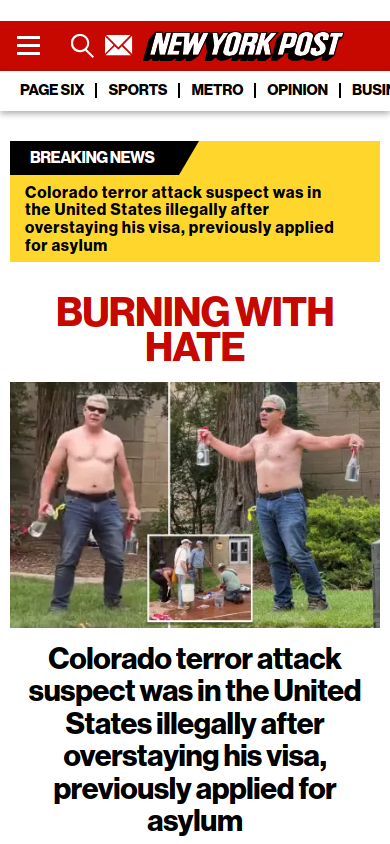 NEW YORK POST
PAGE SIX | SPORTS | METRO | OPINION | BUSI
BREAKING NEWS
Colorado terror attack suspect was in
the United States illegally after
overstaying his visa, previously applied
for asylum
BURNING WITH
HATE
Colorado terror attack
suspect was in the United
States illegally after
overstaying his visa,
previously applied for
asylum